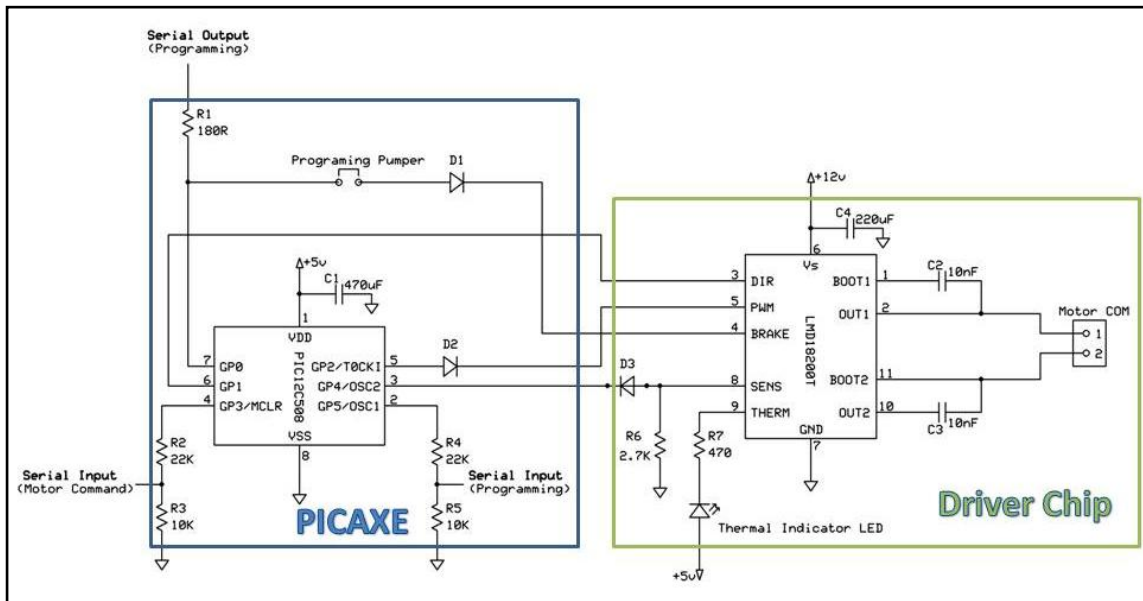 Serial Output
(Programming)
R1
180R
Programing Pumper
D1
+12v
C4
220uF
6
Vs
+5v
C1
470uF
1
VDD
PIC12C508
7 GP0
6 GP1
4 GP3/MCLR
GP2/T0CKI 5
GP4/OSC2 3
GP5/OSC1 2
VSS
8
D2
D3
3 DIR
5 PWM
4 BRAKE
8 SENS
9 THERM
LMD18200T
BOOT1 1
OUT1 2
BOOT2 11
OUT2 10
GND
7
C2
10nF
C3
10nF
Motor COM
1
2
R2
22K
Serial Input
(Motor Command)
R3
10K
R4
22K
Serial Input
(Programming)
R5
10K
R6
2.7K
R7
470
Thermal Indicator LED
+5v
PICAXE
Driver Chip